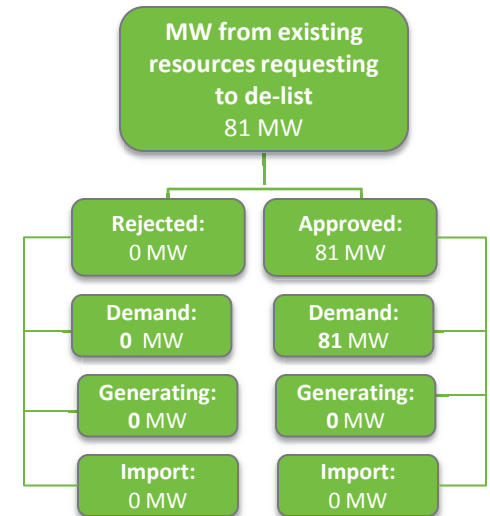 MW from existing
resources requesting
to de-list
81 MW
Rejected:
0 MW
Approved:
81 MW
Demand:
0 MW
Demand:
81 MW
Generating:
0 MW
Generating:
0 MW
Import:
0 MW
Import:
0 MW